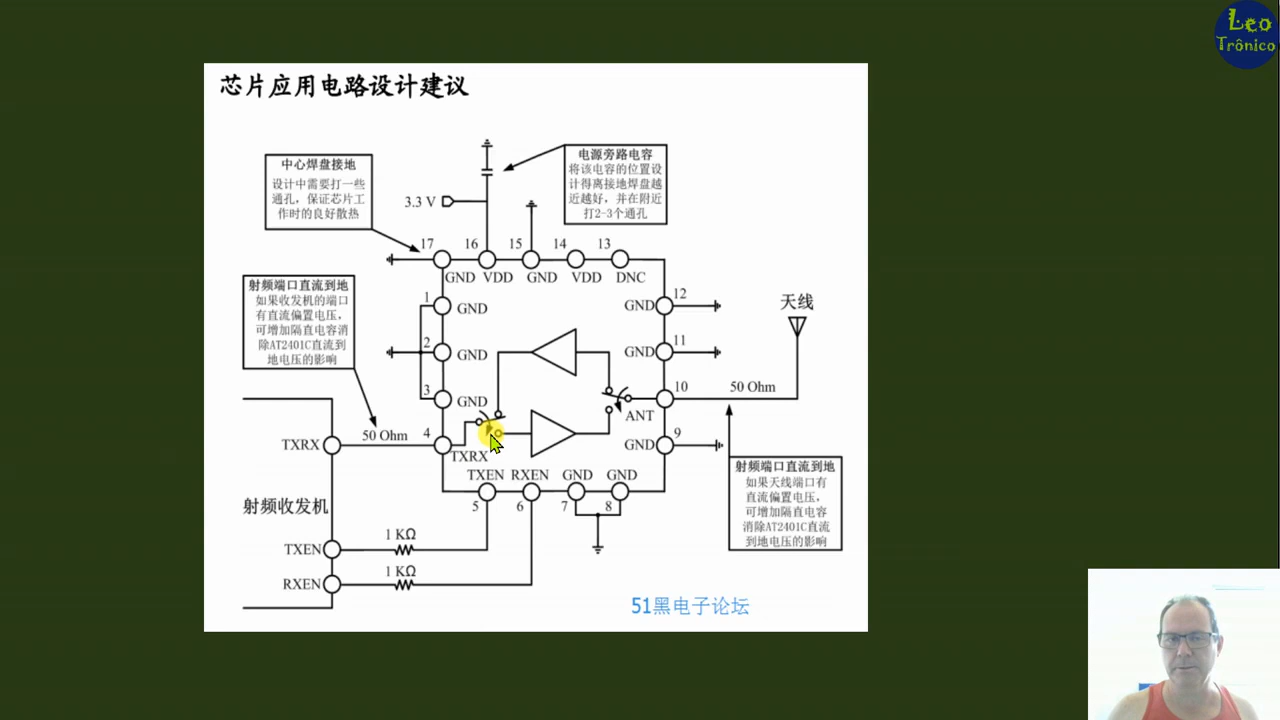 Leo
Trônico
芯片应用电路设计建议
中心焊盘接地
设计中需要打一些
通孔，保证芯片工
作时的良好散热
电源旁路电容
将该电容的位置设
计得离接地焊盘越
近越好，并在附近
打2-3个通孔
3.3 V
17 16 15 14 13
GND VDD GND VDD DNC
射频端口直流到地
如果收发机的端口
有直流偏置电压，
可增加隔直电容消
除AT2401C直流到
地电压的影响
1 GND
2 GND
3 GND
GND 12
GND 11
天线
10 50 Ohm
ANT
GND 9
TXRX 50 Ohm 4
TXRX
TXEN RXEN GND GND
5 6 7 8
射频收发机
TXEN 1 KΩ
RXEN 1 KΩ
射频端口直流到地
如果天线端口有
直流偏置电压，
可增加隔直电容
消除AT2401C直流
到地电压的影响
51黑电子论坛